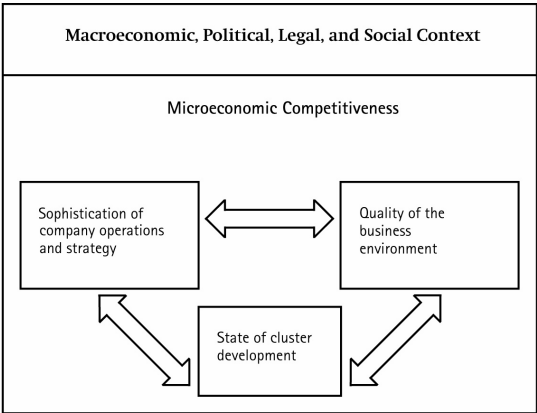 Macroeconomic, Political, Legal, and Social Context
Microeconomic Competitiveness
Sophistication of
company operations
and strategy
Quality of the
business
environment
State of cluster
development